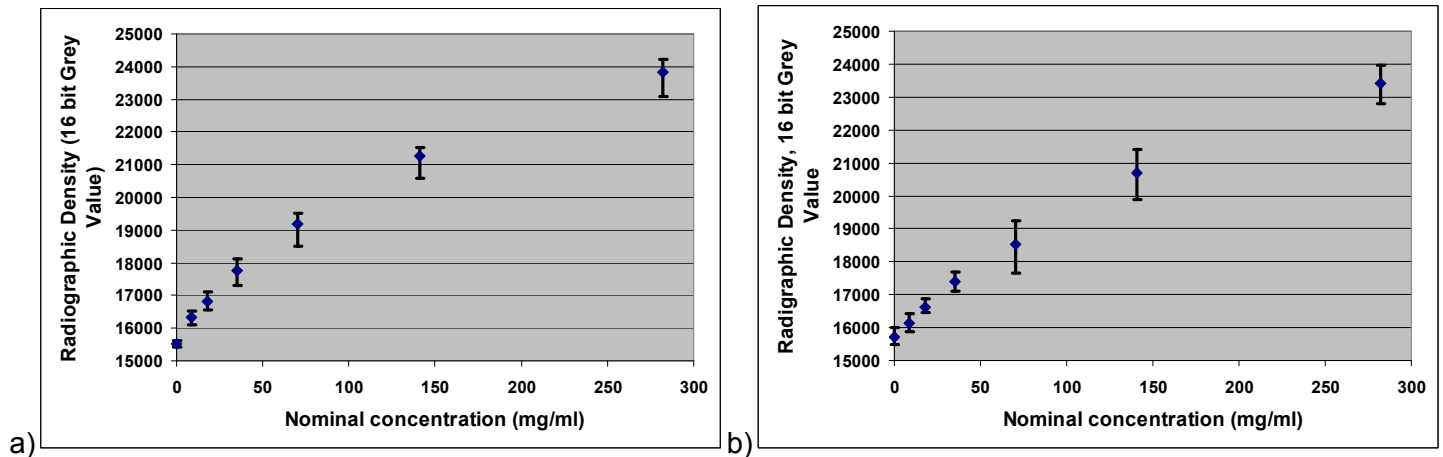 Radiographic Density (16 bit Grey
Value)
25000
24000
23000
22000
21000
20000
19000
18000
17000
16000
15000
0 50 100 150 200 250 300
Nominal concentration (mg/ml)
a)
Radigraphic Density, 16 bit Grey
Value
25000
24000
23000
22000
21000
20000
19000
18000
17000
16000
15000
0 50 100 150 200 250 300
Nominal concentration (mg/ml)
b)